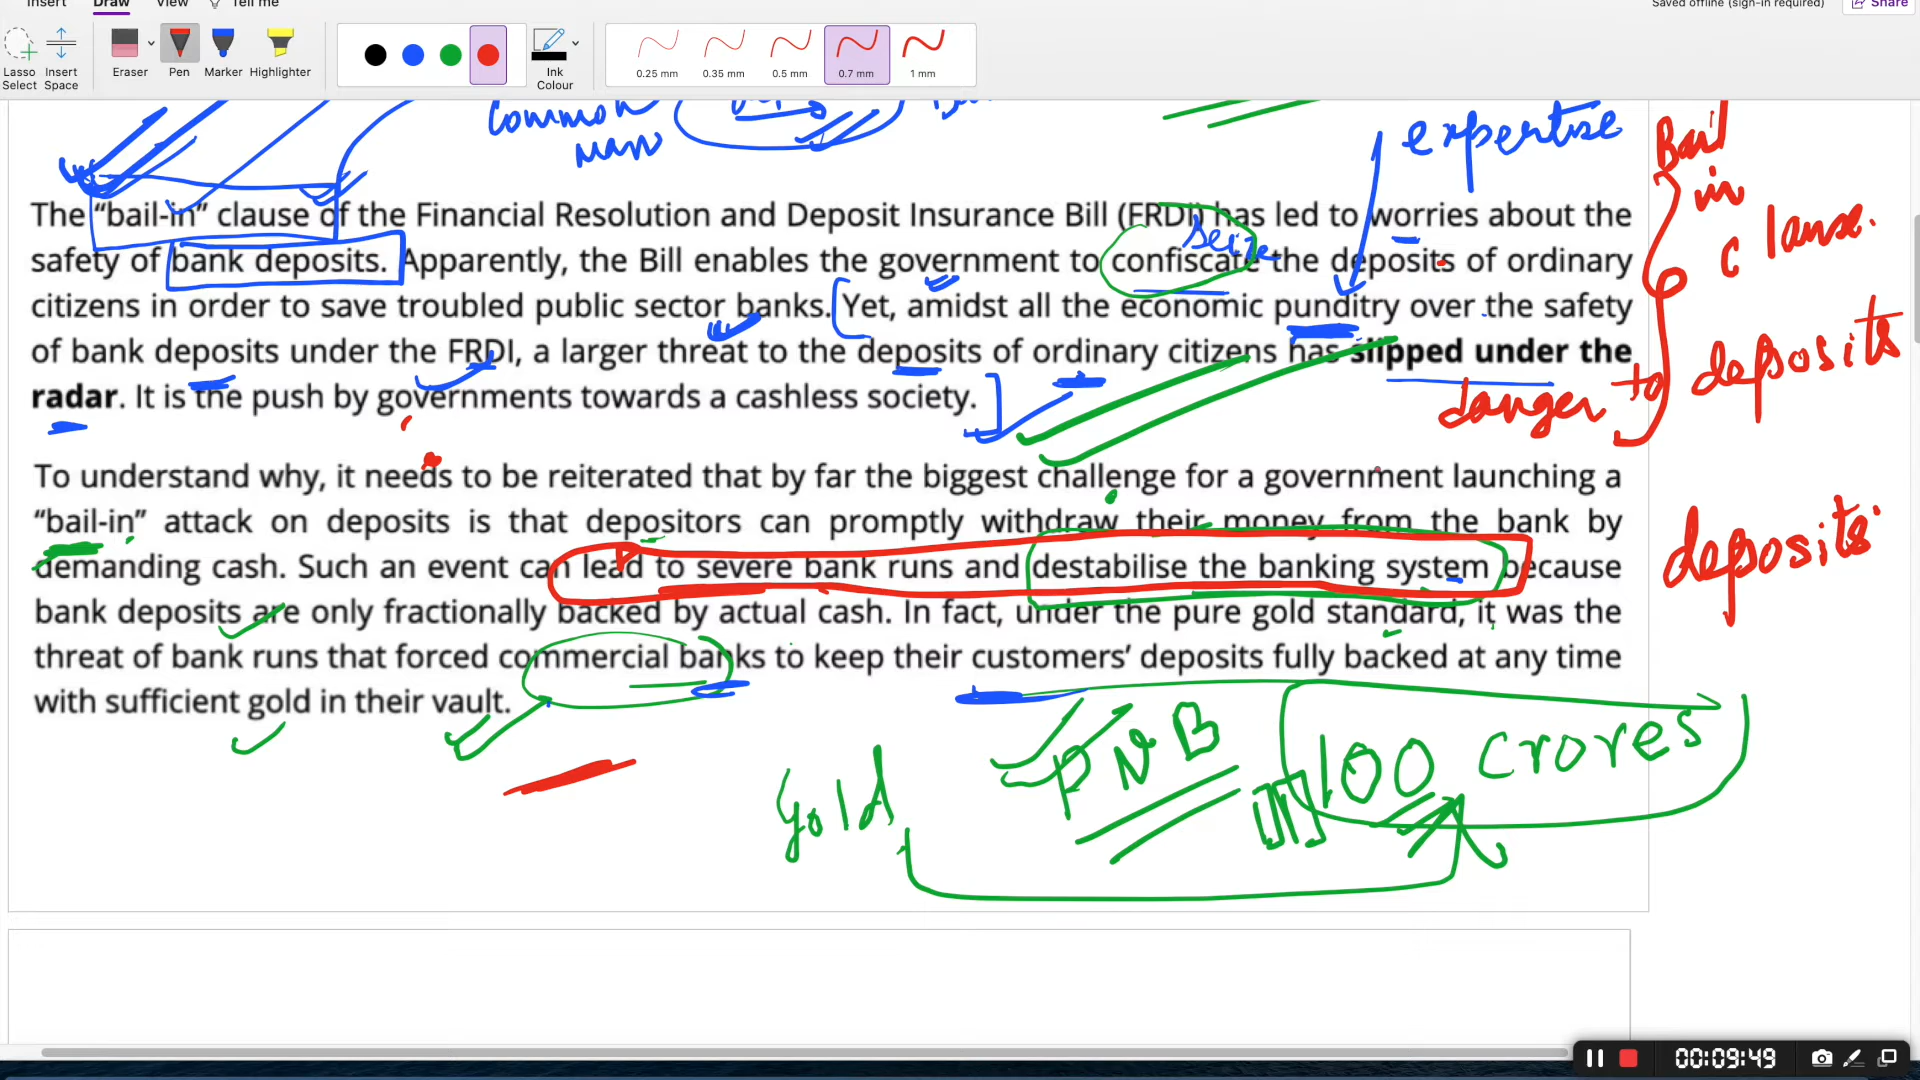 Insert Draw View Tell me
Saved offline (sign-in required) Share
Lasso Select
Insert Space
Eraser
Pen
Marker
Highlighter
Ink Colour
0.25 mm
0.35 mm
0.5 mm
0.7 mm
1 mm
common
man
expertise
Bail
in
clause.
The “bail-in” clause of the Financial Resolution and Deposit Insurance Bill (FRDI) has led to worries about the
seize
safety of bank deposits. Apparently, the Bill enables the government to confiscate the deposits of ordinary
citizens in order to save troubled public sector banks. Yet, amidst all the economic punditry over the safety
of bank deposits under the FRDI, a larger threat to the deposits of ordinary citizens has slipped under the
radar. It is the push by governments towards a cashless society.
danger to deposits
To understand why, it needs to be reiterated that by far the biggest challenge for a government launching a
“bail-in” attack on deposits is that depositors can promptly withdraw their money from the bank by
demanding cash. Such an event can lead to severe bank runs and destabilise the banking system because
bank deposits are only fractionally backed by actual cash. In fact, under the pure gold standard, it was the
threat of bank runs that forced commercial banks to keep their customers’ deposits fully backed at any time
with sufficient gold in their vault.
deposits
gold
PNB
100 crores
00:09:49